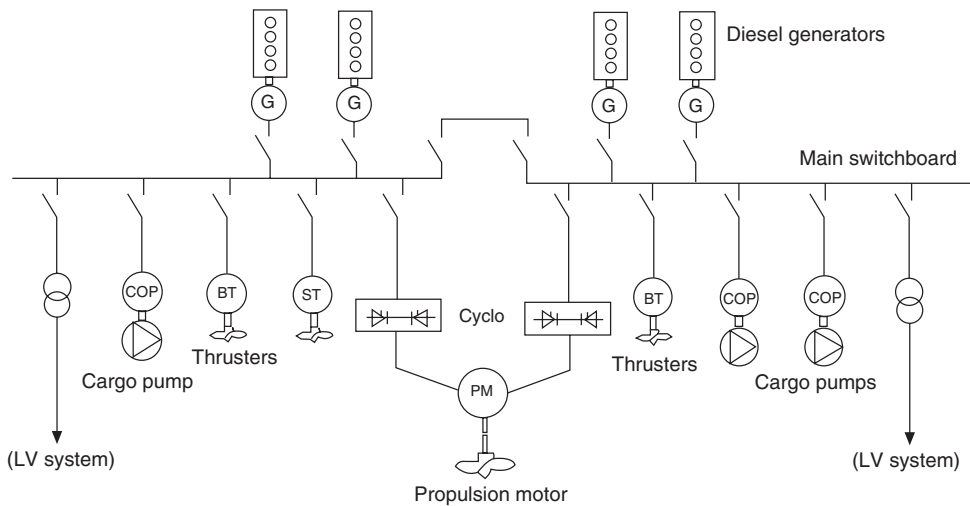 Diesel generators
G
G
G
G
Main switchboard
COP
BT
ST
Cyclo
BT
COP
COP
Thrusters
Thrusters
Cargo pump
PM
Cargo pumps
(LV system)
(LV system)
Propulsion motor